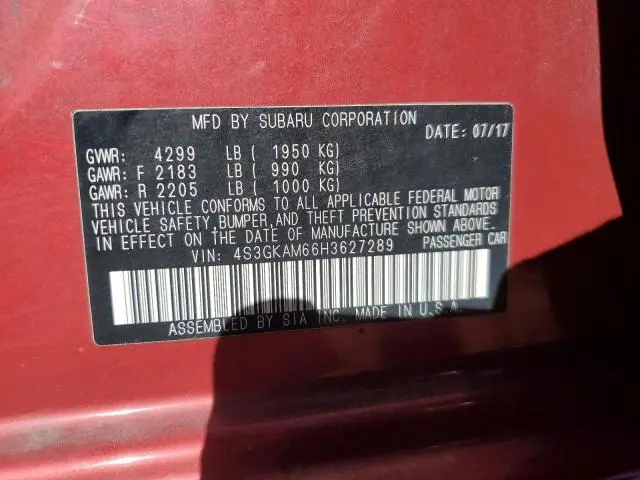 MFD BY SUBARU CORPORATION
DATE: 07/17
GVWR: 4299 LB ( 1950 KG)
GAWR: F 2183 LB ( 990 KG)
GAWR: R 2205 LB ( 1000 KG)
THIS VEHICLE CONFORMS TO ALL APPLICABLE FEDERAL MOTOR
VEHICLE SAFETY, BUMPER, AND THEFT PREVENTION STANDARDS
IN EFFECT ON THE DATE OF MANUFACTURE SHOWN ABOVE.
VIN: 4S3GKAM66H3627289 PASSENGER CAR
ASSEMBLED BY SIA INC. MADE IN U.S.A.